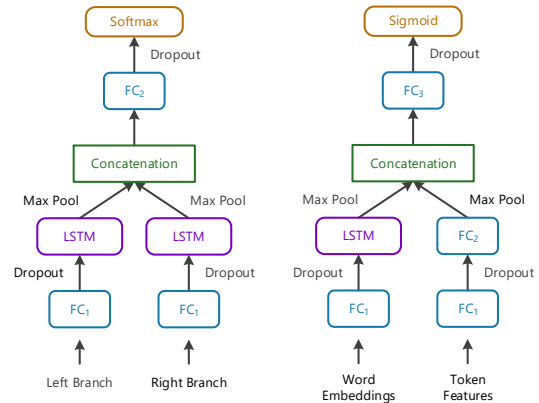 Softmax
Dropout
FC₂
Concatenation
Max Pool
Max Pool
LSTM
LSTM
Dropout
Dropout
FC₁
FC₁
Left Branch
Right Branch
Sigmoid
Dropout
FC₃
Concatenation
Max Pool
Max Pool
LSTM
FC₂
Dropout
Dropout
FC₁
FC₁
Word
Embeddings
Token
Features